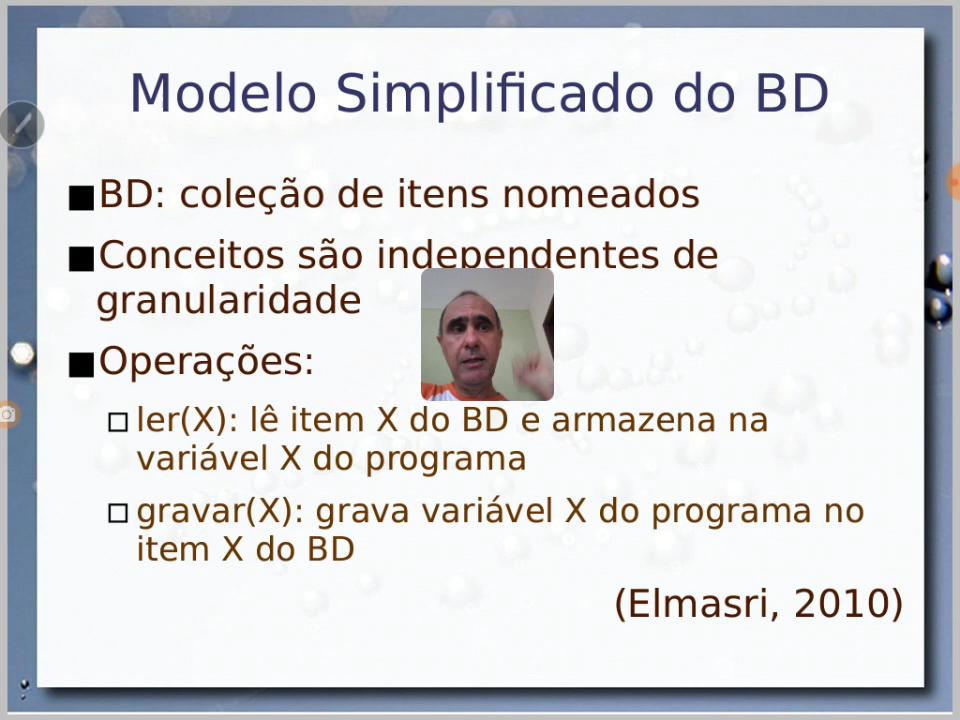 Modelo Simplificado do BD
BD: coleção de itens nomeados
Conceitos são independentes de
granularidade
Operações:
ler(X): lê item X do BD e armazena na
variável X do programa
gravar(X): grava variável X do programa no
item X do BD
(Elmasri, 2010)